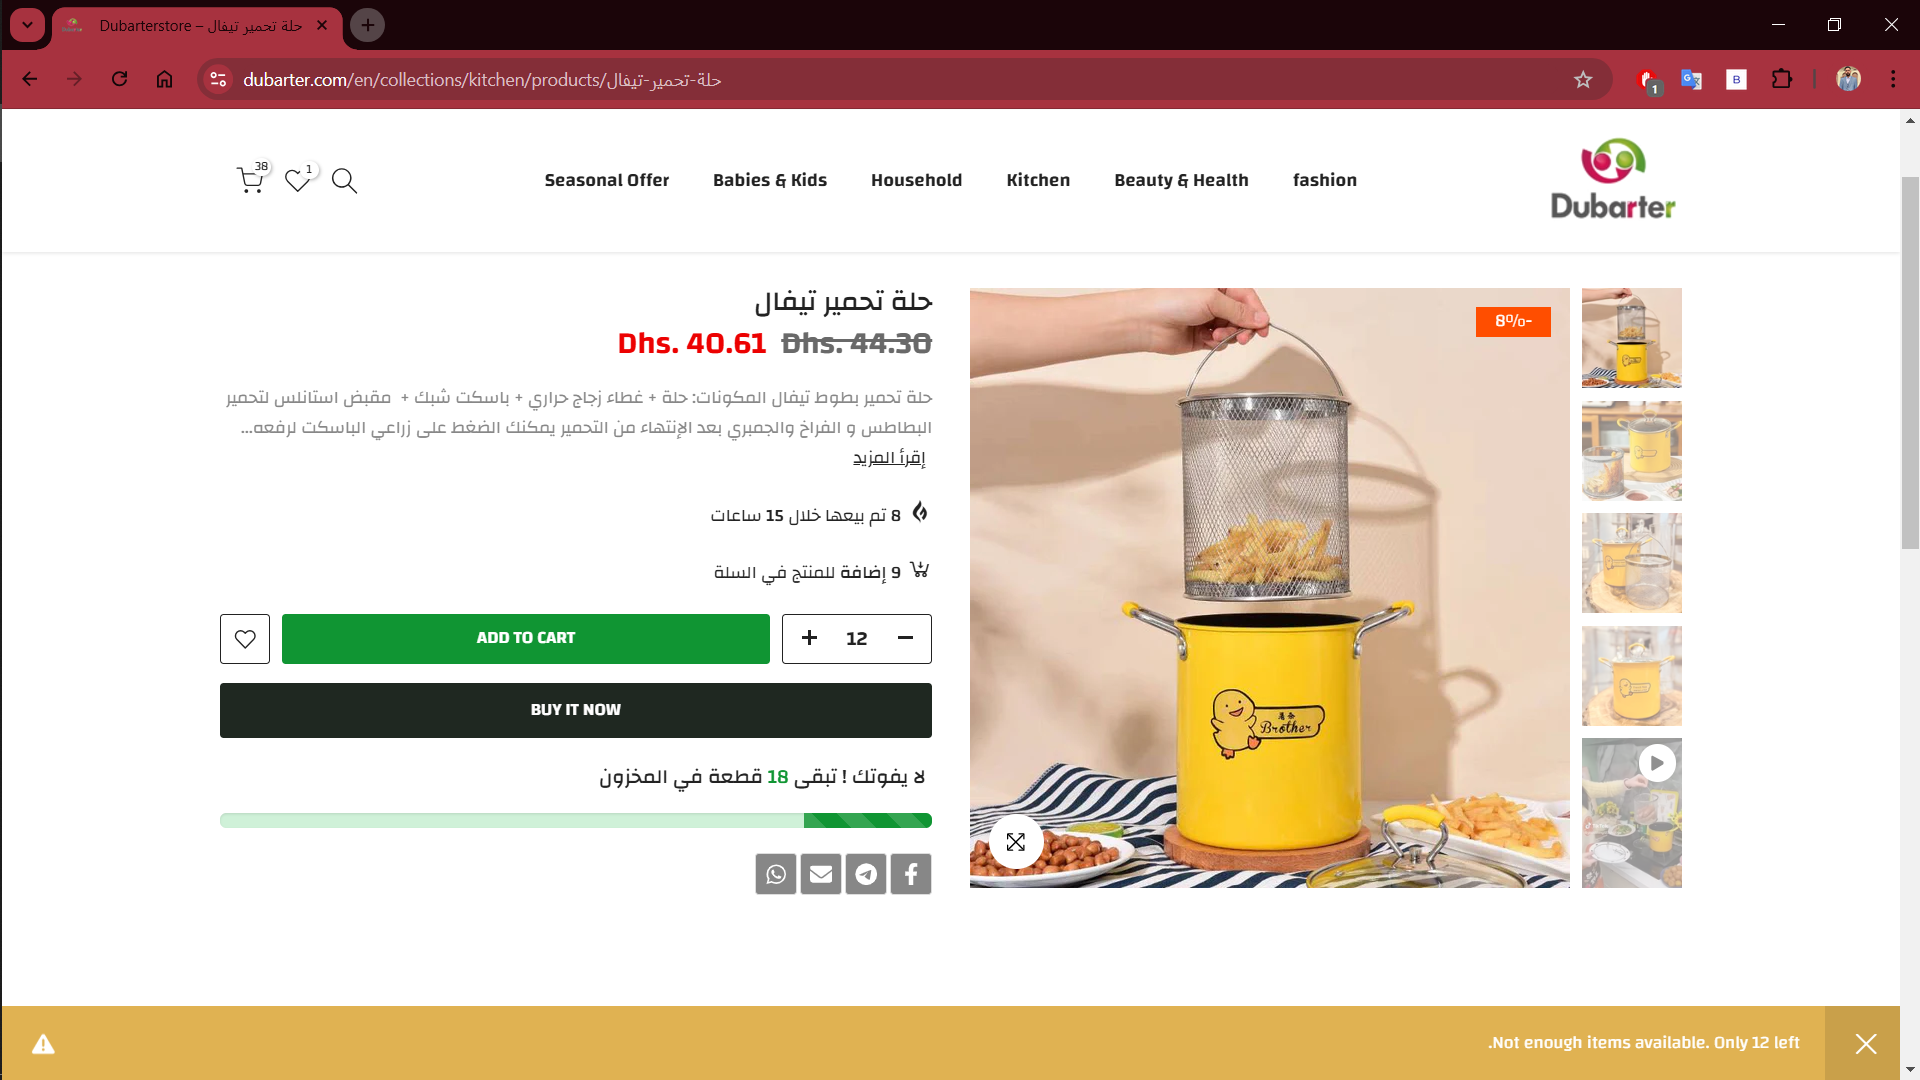 حلة تحمير تيفال – Dubarterstore
dubarter.com/en/collections/kitchen/products/حلة-تحمير-تيفال
1
B
38
1
Seasonal Offer
Babies & Kids
Household
Kitchen
Beauty & Health
fashion
Dubarter
حلة تحمير تيفال
Dhs. 44.30 Dhs. 40.61
حلة تحمير بطوط تيفال المكونات: حلة + غطاء زجاج حراري + باسكت شبك + مقبض استانلس لتحمير
البطاطس و الفراخ والجمبري بعد الإنتهاء من التحمير يمكنك الضغط على زراعي الباسكت لرفعه...
إقرأ المزيد
8 تم بيعها خلال 15 ساعات
9 إضافة للمنتج في السلة
ADD TO CART
12
BUY IT NOW
لا يفوتك ! تبقى 18 قطعة في المخزون
8%-
Brother
.Not enough items available. Only 12 left